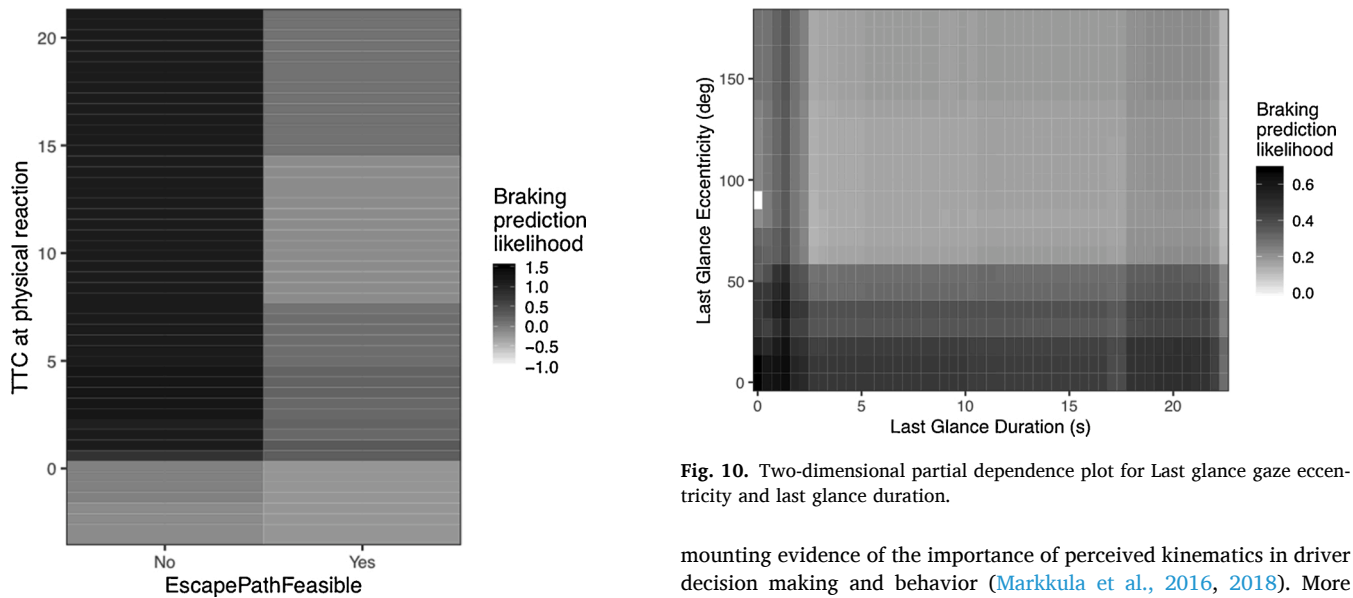 20
15
10
5
0
TTC at physical reaction
No
Yes
EscapePathFeasible
Braking
prediction
likelihood
1.5
1.0
0.5
0.0
−0.5
−1.0
150
100
50
0
Last Glance Eccentricity (deg)
0
5
10
15
20
Last Glance Duration (s)
Braking
prediction
likelihood
0.6
0.4
0.2
0.0
Fig. 10. Two-dimensional partial dependence plot for Last glance gaze eccen-
tricity and last glance duration.
mounting evidence of the importance of perceived kinematics in driver
decision making and behavior (Markkula et al., 2016, 2018). More